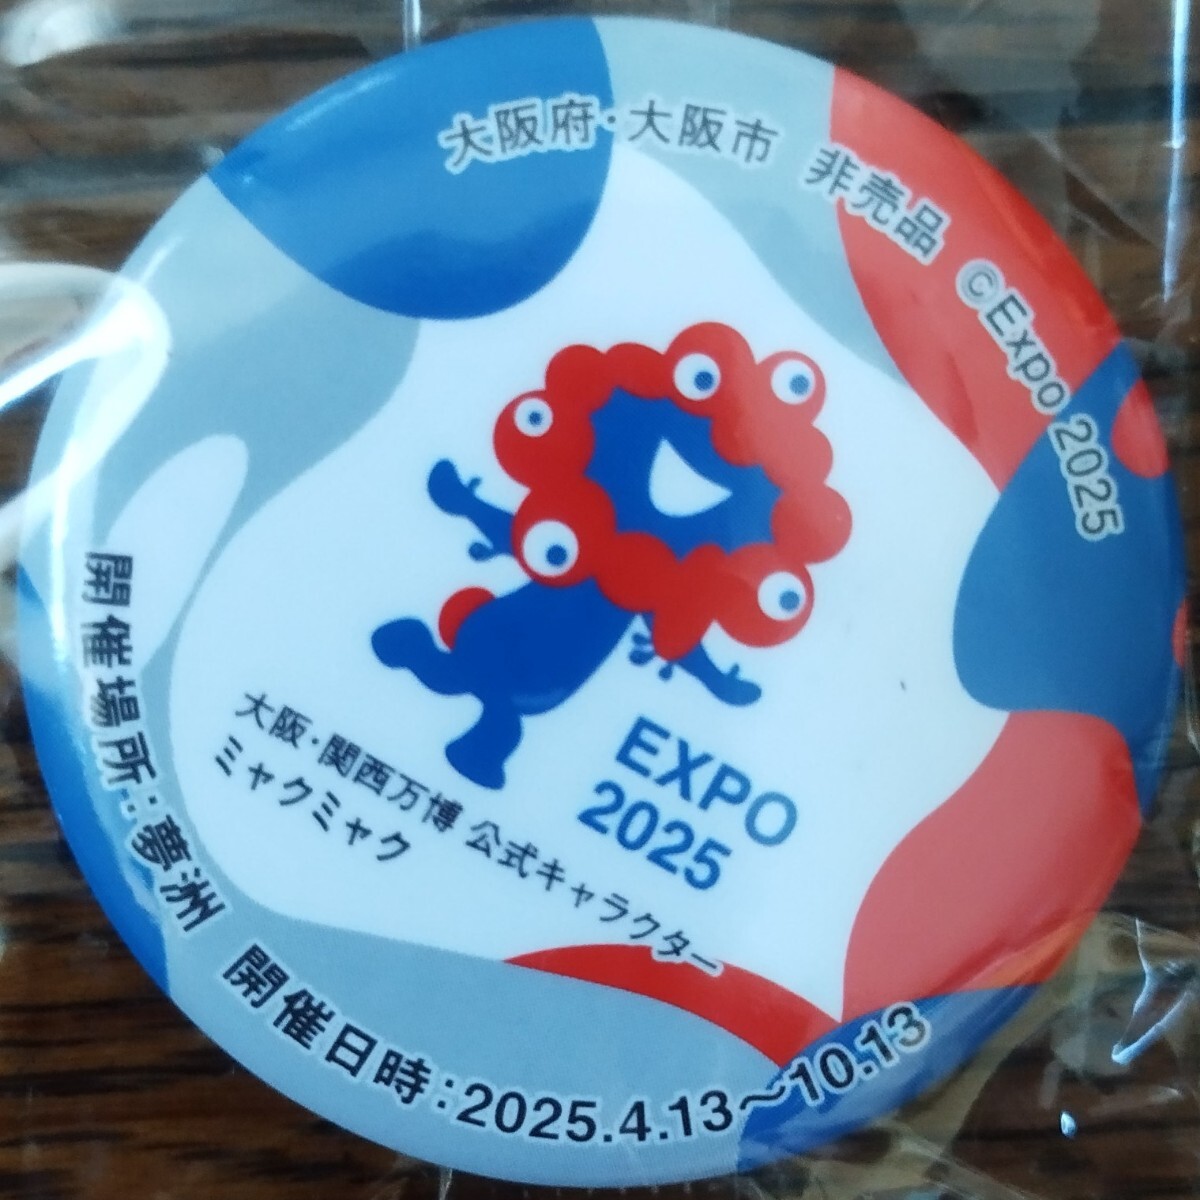 大阪府・大阪市 非売品 ©Expo 2025
EXPO
2025
大阪・関西万博 公式キャラクター
ミャクミャク
開催場所:夢洲 開催日時:2025.4.13〜10.13